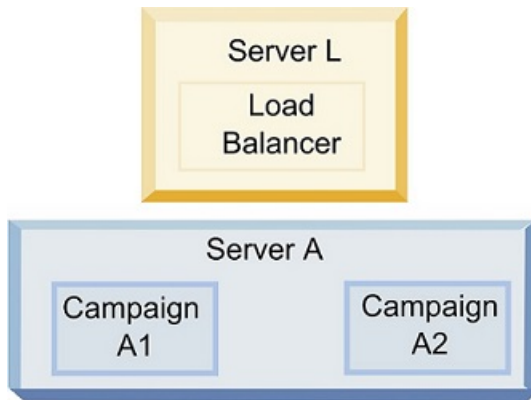 Server L
Load
Balancer
Server A
Campaign
A1
Campaign
A2